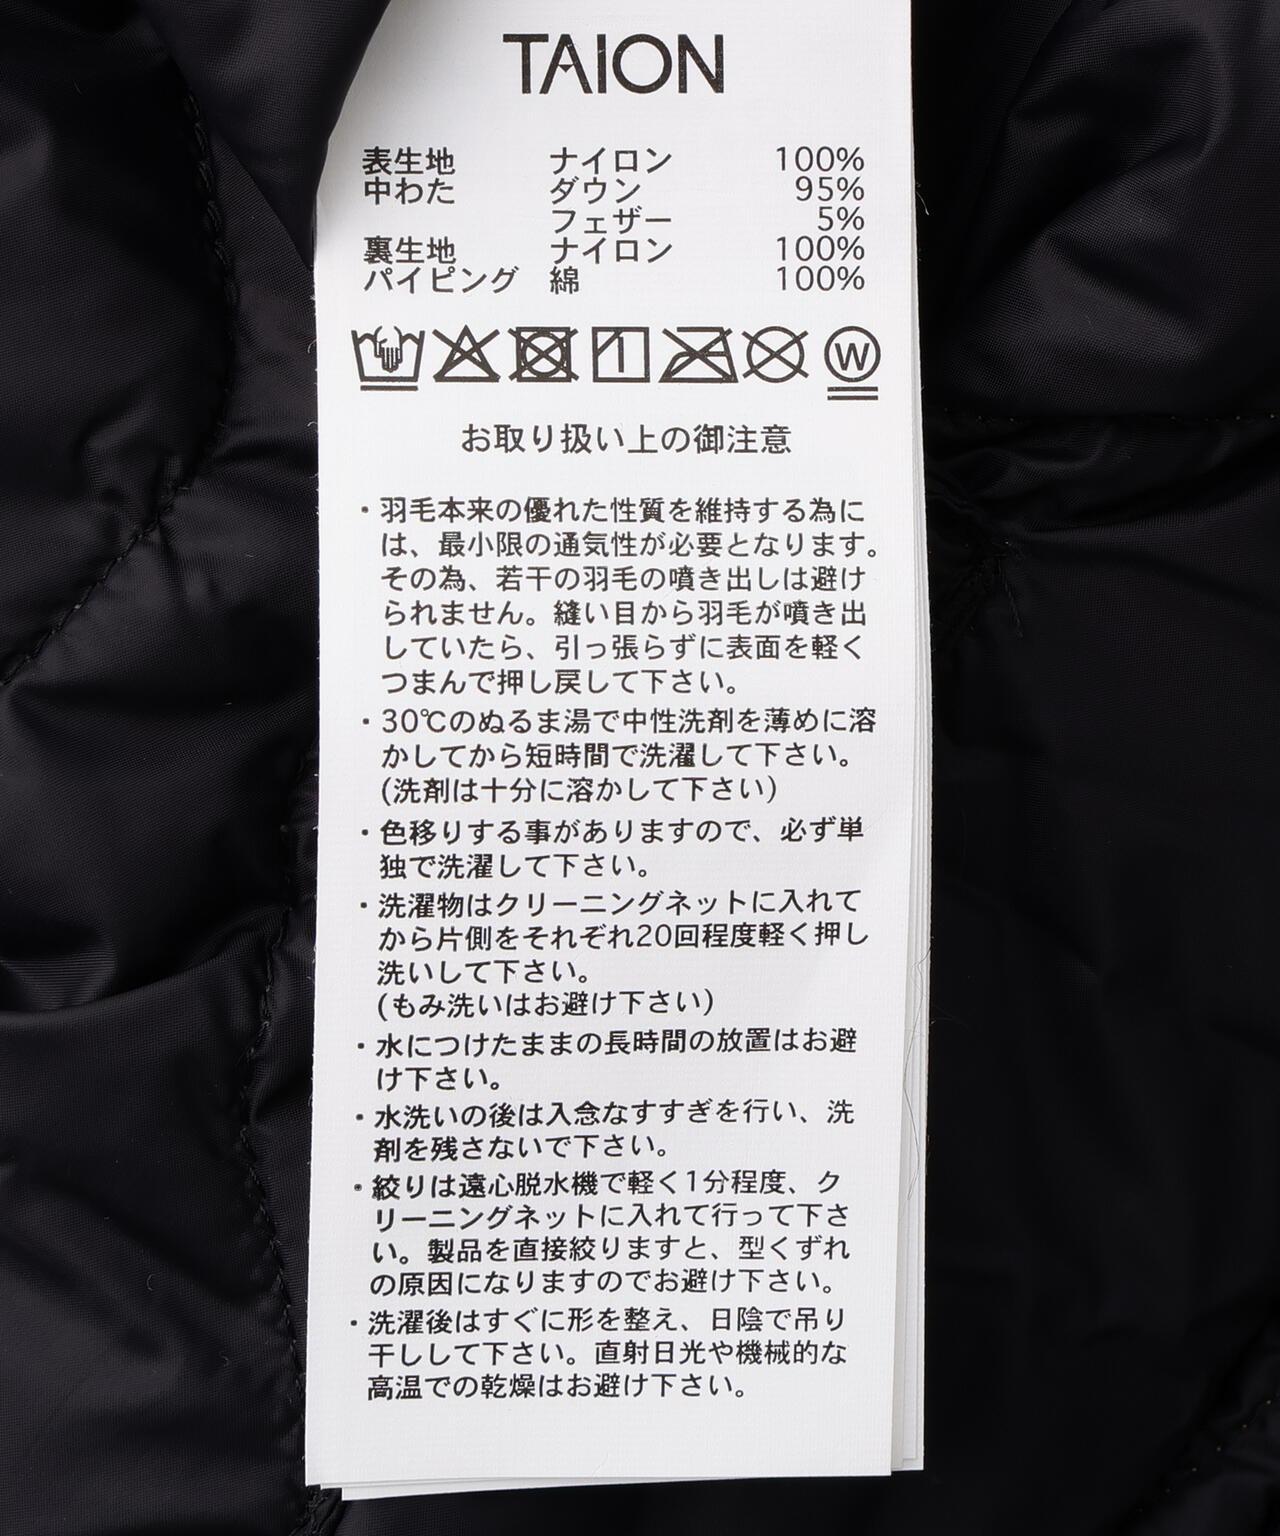 TAION
表生地 ナイロン 100%
中わた ダウン 95%
フェザー 5%
裏生地 ナイロン 100%
パイピング 綿 100%
W
お取り扱い上の御注意
・羽毛本来の優れた性質を維持する為に
は、最小限の通気性が必要となります。
その為、若干の羽毛の噴き出しは避け
られません。縫い目から羽毛が噴き出
していたら、引っ張らずに表面を軽く
つまんで押し戻して下さい。
・30℃のぬるま湯で中性洗剤を薄めに溶
かしてから短時間で洗濯して下さい。
(洗剤は十分に溶かして下さい)
・色移りする事がありますので、必ず単
独で洗濯して下さい。
・洗濯物はクリーニングネットに入れて
から片側をそれぞれ20回程度軽く押し
洗いして下さい。
(もみ洗いはお避け下さい)
・水につけたままの長時間の放置はお避
け下さい。
・水洗いの後は入念なすすぎを行い、洗
剤を残さないで下さい。
・絞りは遠心脱水機で軽く1分程度、ク
リーニングネットに入れて行って下さ
い。製品を直接絞りますと、型くずれ
の原因になりますのでお避け下さい。
・洗濯後はすぐに形を整え、日陰で吊り
干しして下さい。直射日光や機械的な
高温での乾燥はお避け下さい。